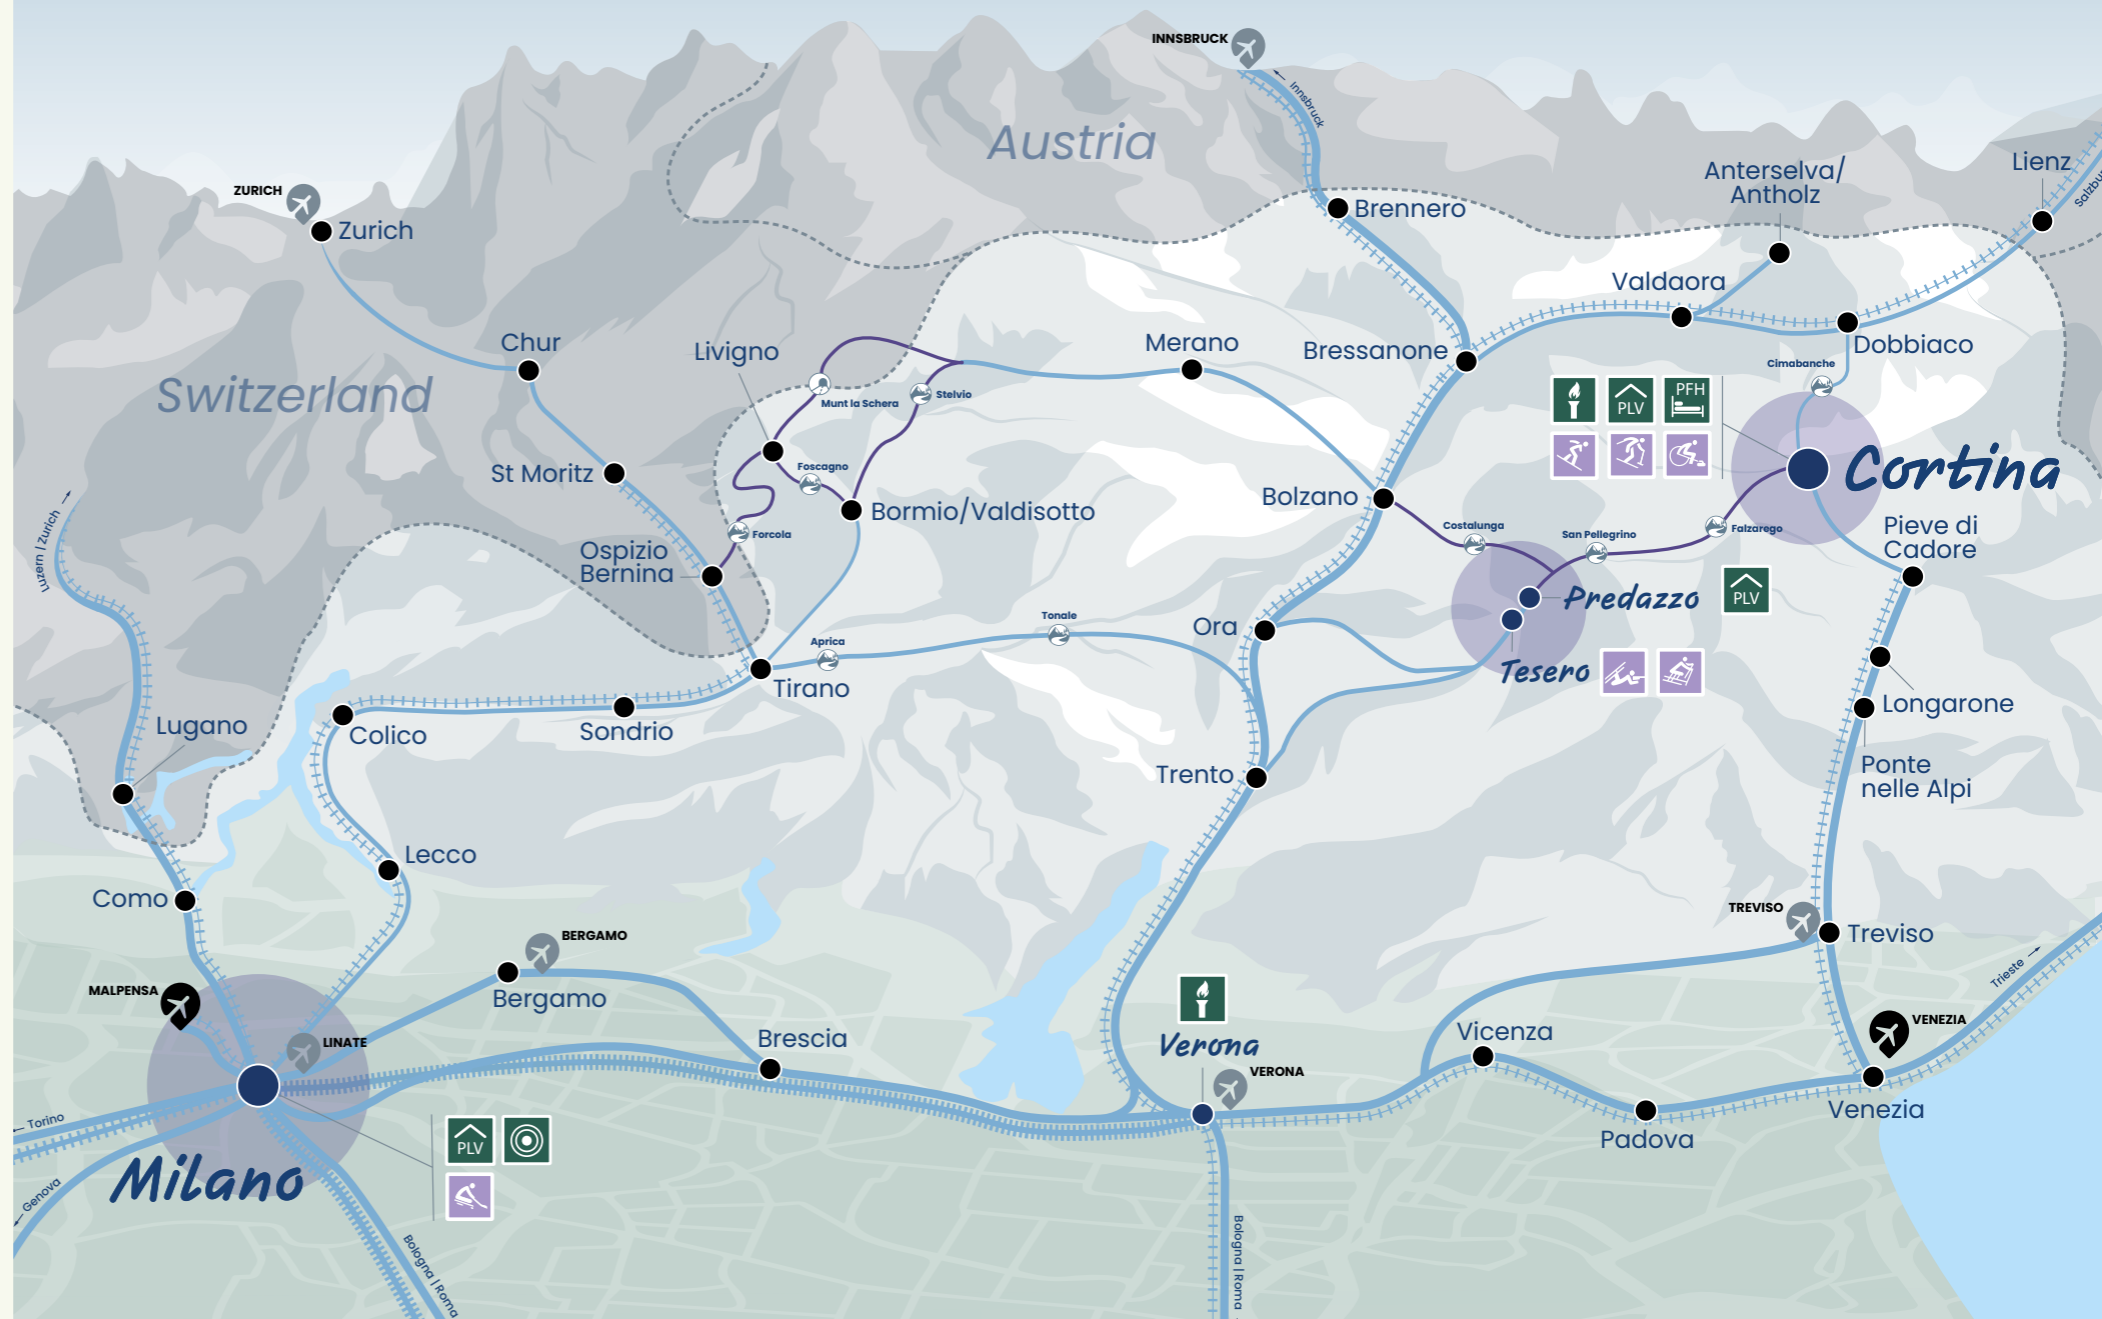 INNSBRUCK
← Innsbruck
Austria
Anterselva/
Antholz
Lienz
Salzbur
ZURICH
Zurich
Brennero
Valdaora
Chur
Livigno
Merano
Bressanone
Dobbiaco
Cimabanche
Switzerland
Munt la Schera
Stelvio
PLV
PFH
St Moritz
Foscagno
Bormio/Valdisotto
Bolzano
Cortina
Luzern | Zurich →
Forcola
Costalunga
San Pellegrino
Falzarego
Pieve di
Cadore
Ospizio
Bernina
Predazzo
PLV
Aprica
Tonale
Ora
Tesero
Tirano
Lugano
Colico
Sondrio
Longarone
Trento
Ponte
nelle Alpi
Lecco
Como
TREVISO
Treviso
BERGAMO
Bergamo
MALPENSA
LINATE
Trieste →
Brescia
Verona
VERONA
Vicenza
VENEZIA
Venezia
Padova
← Torino
PLV
Milano
← Genova
Bologna | Roma
Bologna | Roma